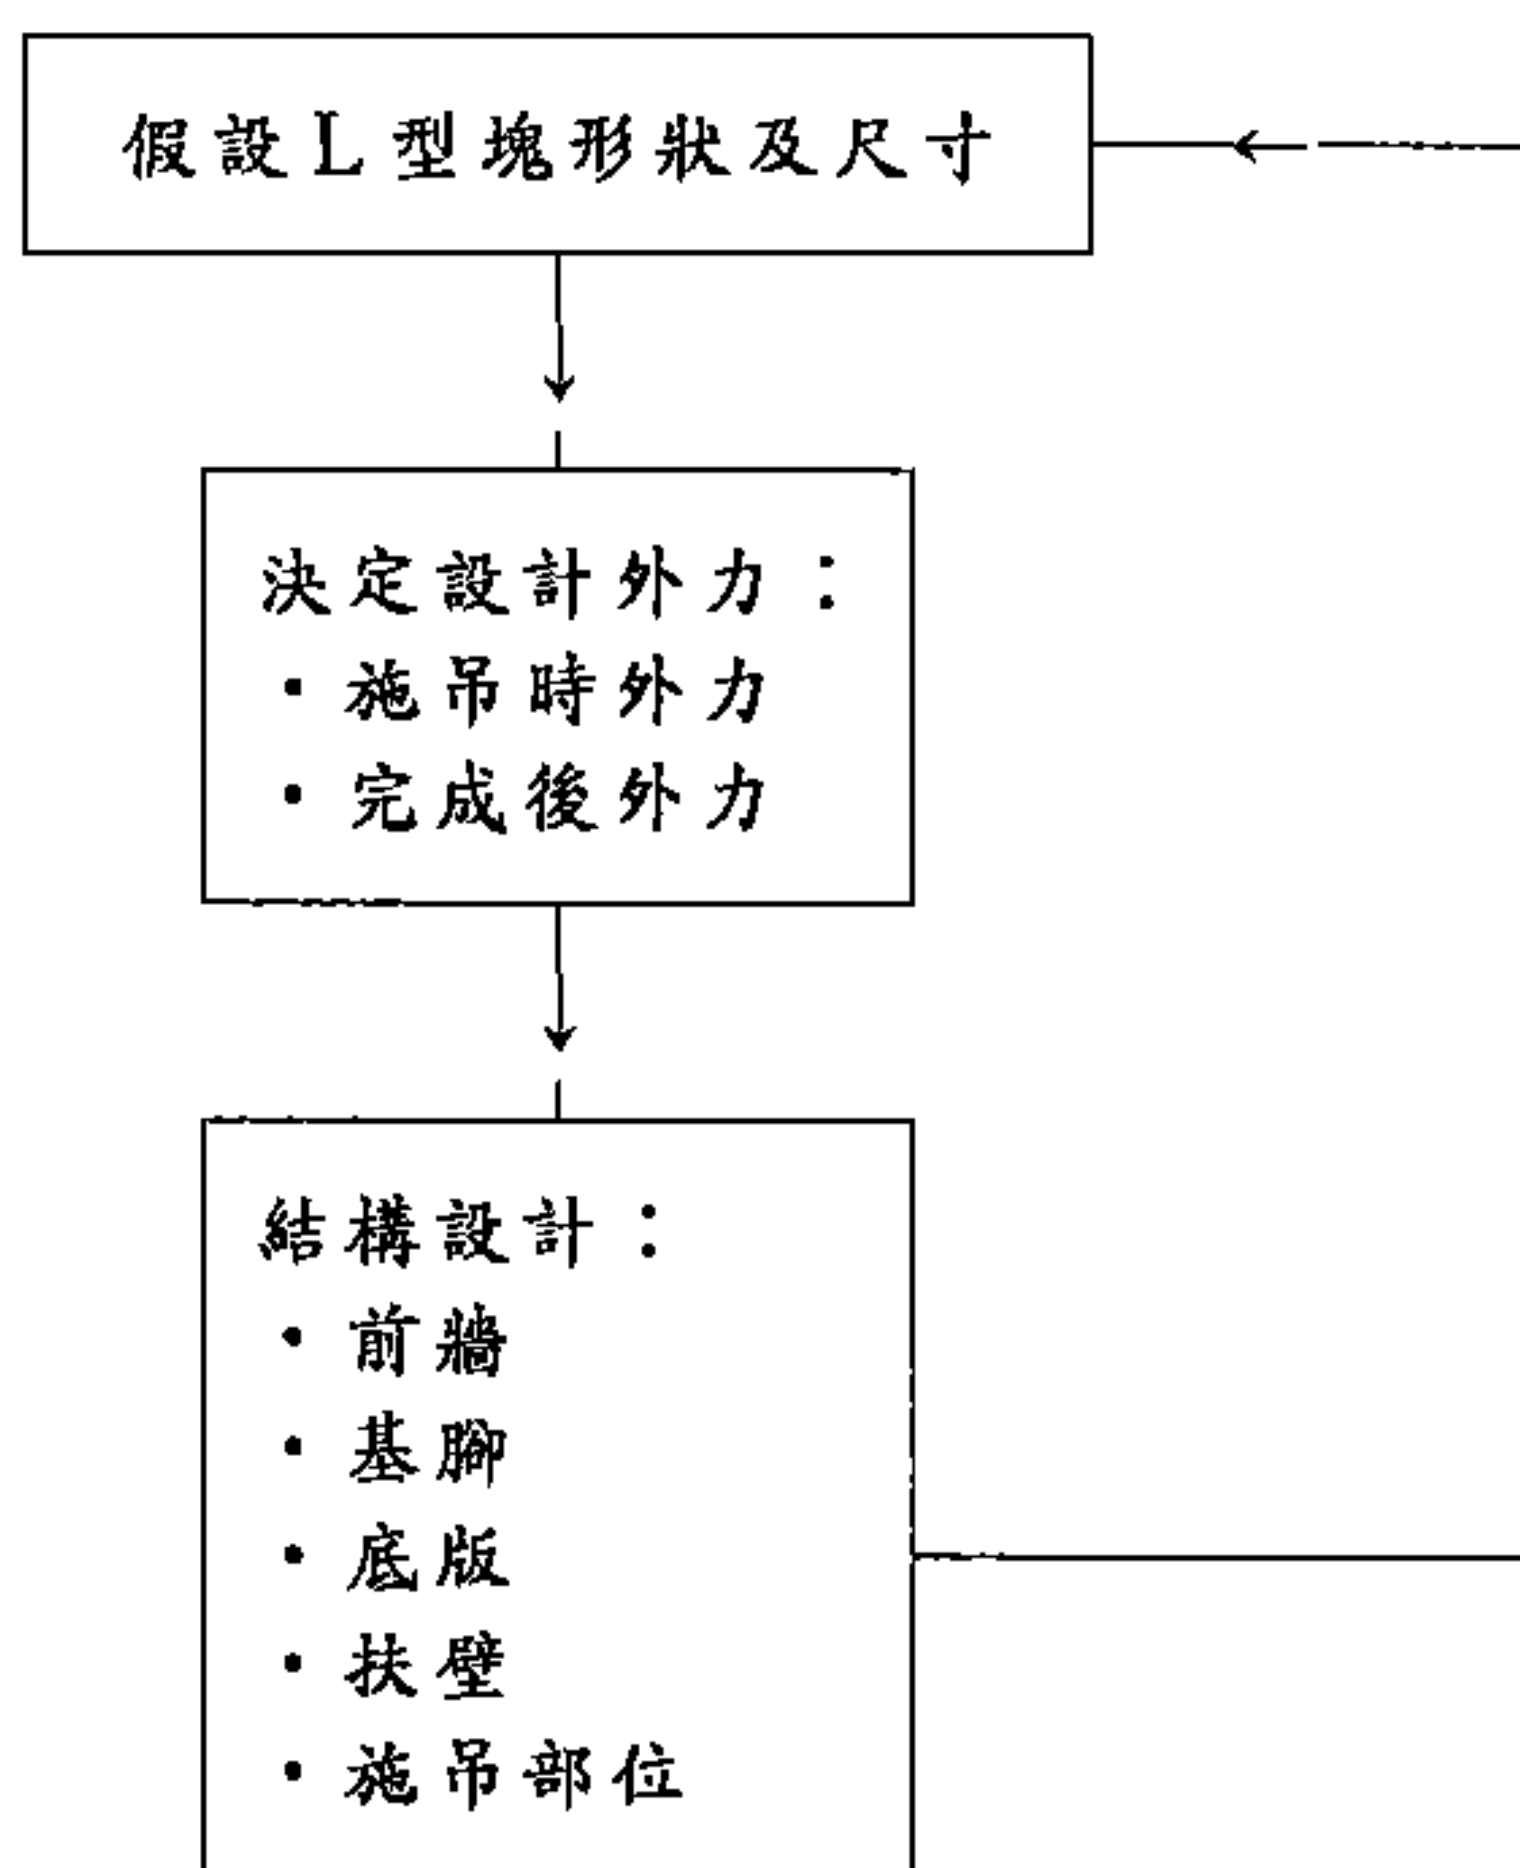 假設L型塊形狀及尺寸
決定設計外力：
・施吊時外力
・完成後外力
結構設計：
・前牆
・基腳
・底版
・扶壁
・施吊部位